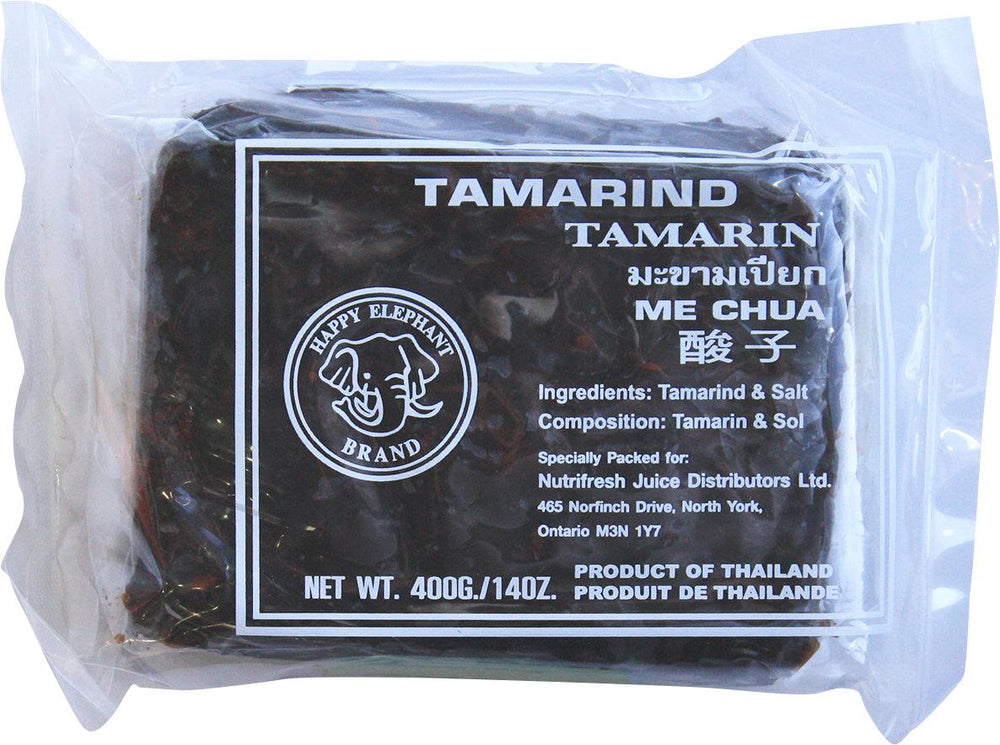 TAMARIND
TAMARIN
มะขามเปียก
ME CHUA
酸子
HAPPY ELEPHANT
BRAND
Ingredients: Tamarind & Salt
Composition: Tamarin & Sol
Specially Packed for:
Nutrifresh Juice Distributors Ltd.
465 Norfinch Drive, North York,
Ontario M3N 1Y7
NET WT. 400G./14OZ.
PRODUCT OF THAILAND
PRODUIT DE THAILANDE